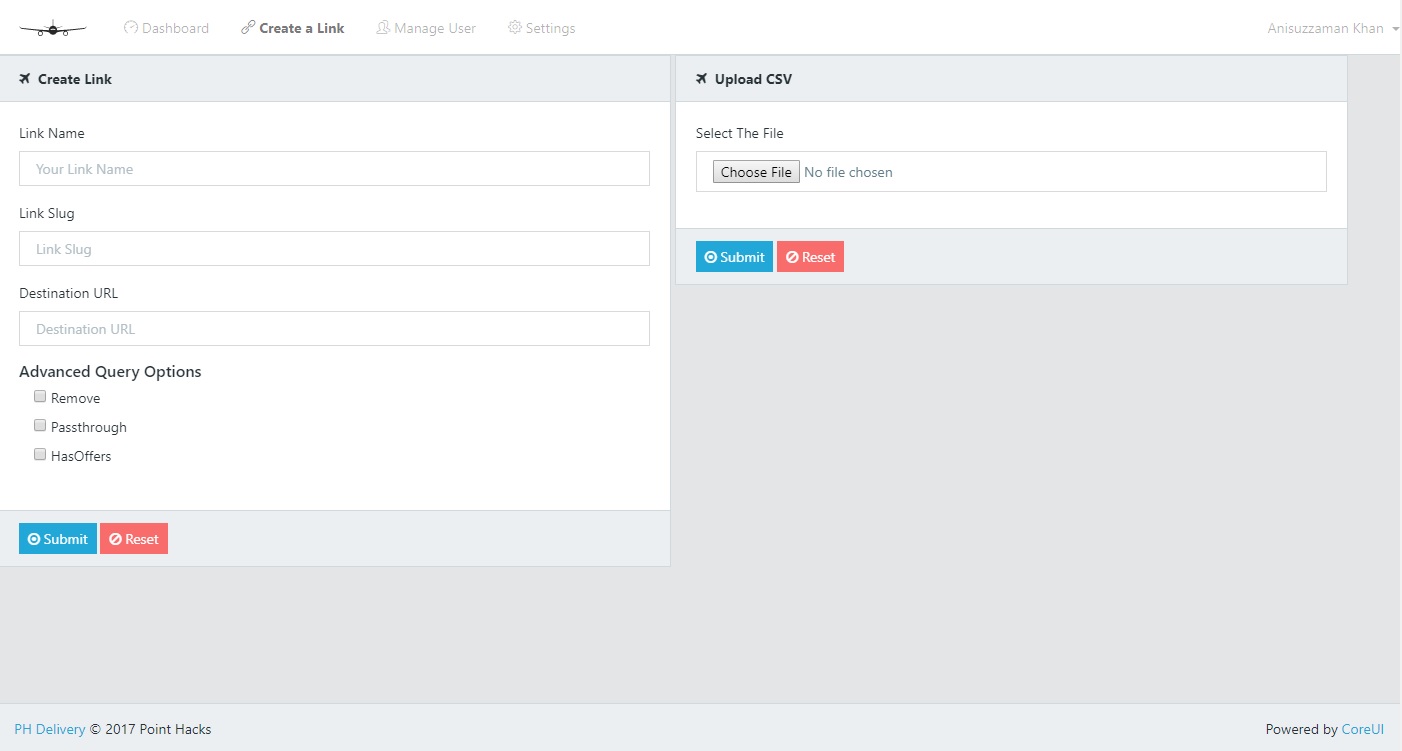 Dashboard Create a Link Manage User Settings Anisuzzaman Khan
Create Link
Link Name
Your Link Name
Link Slug
Link Slug
Destination URL
Destination URL
Advanced Query Options
Remove
Passthrough
HasOffers
Submit Reset
Upload CSV
Select The File
Choose File No file chosen
Submit Reset
PH Delivery © 2017 Point Hacks Powered by CoreUI